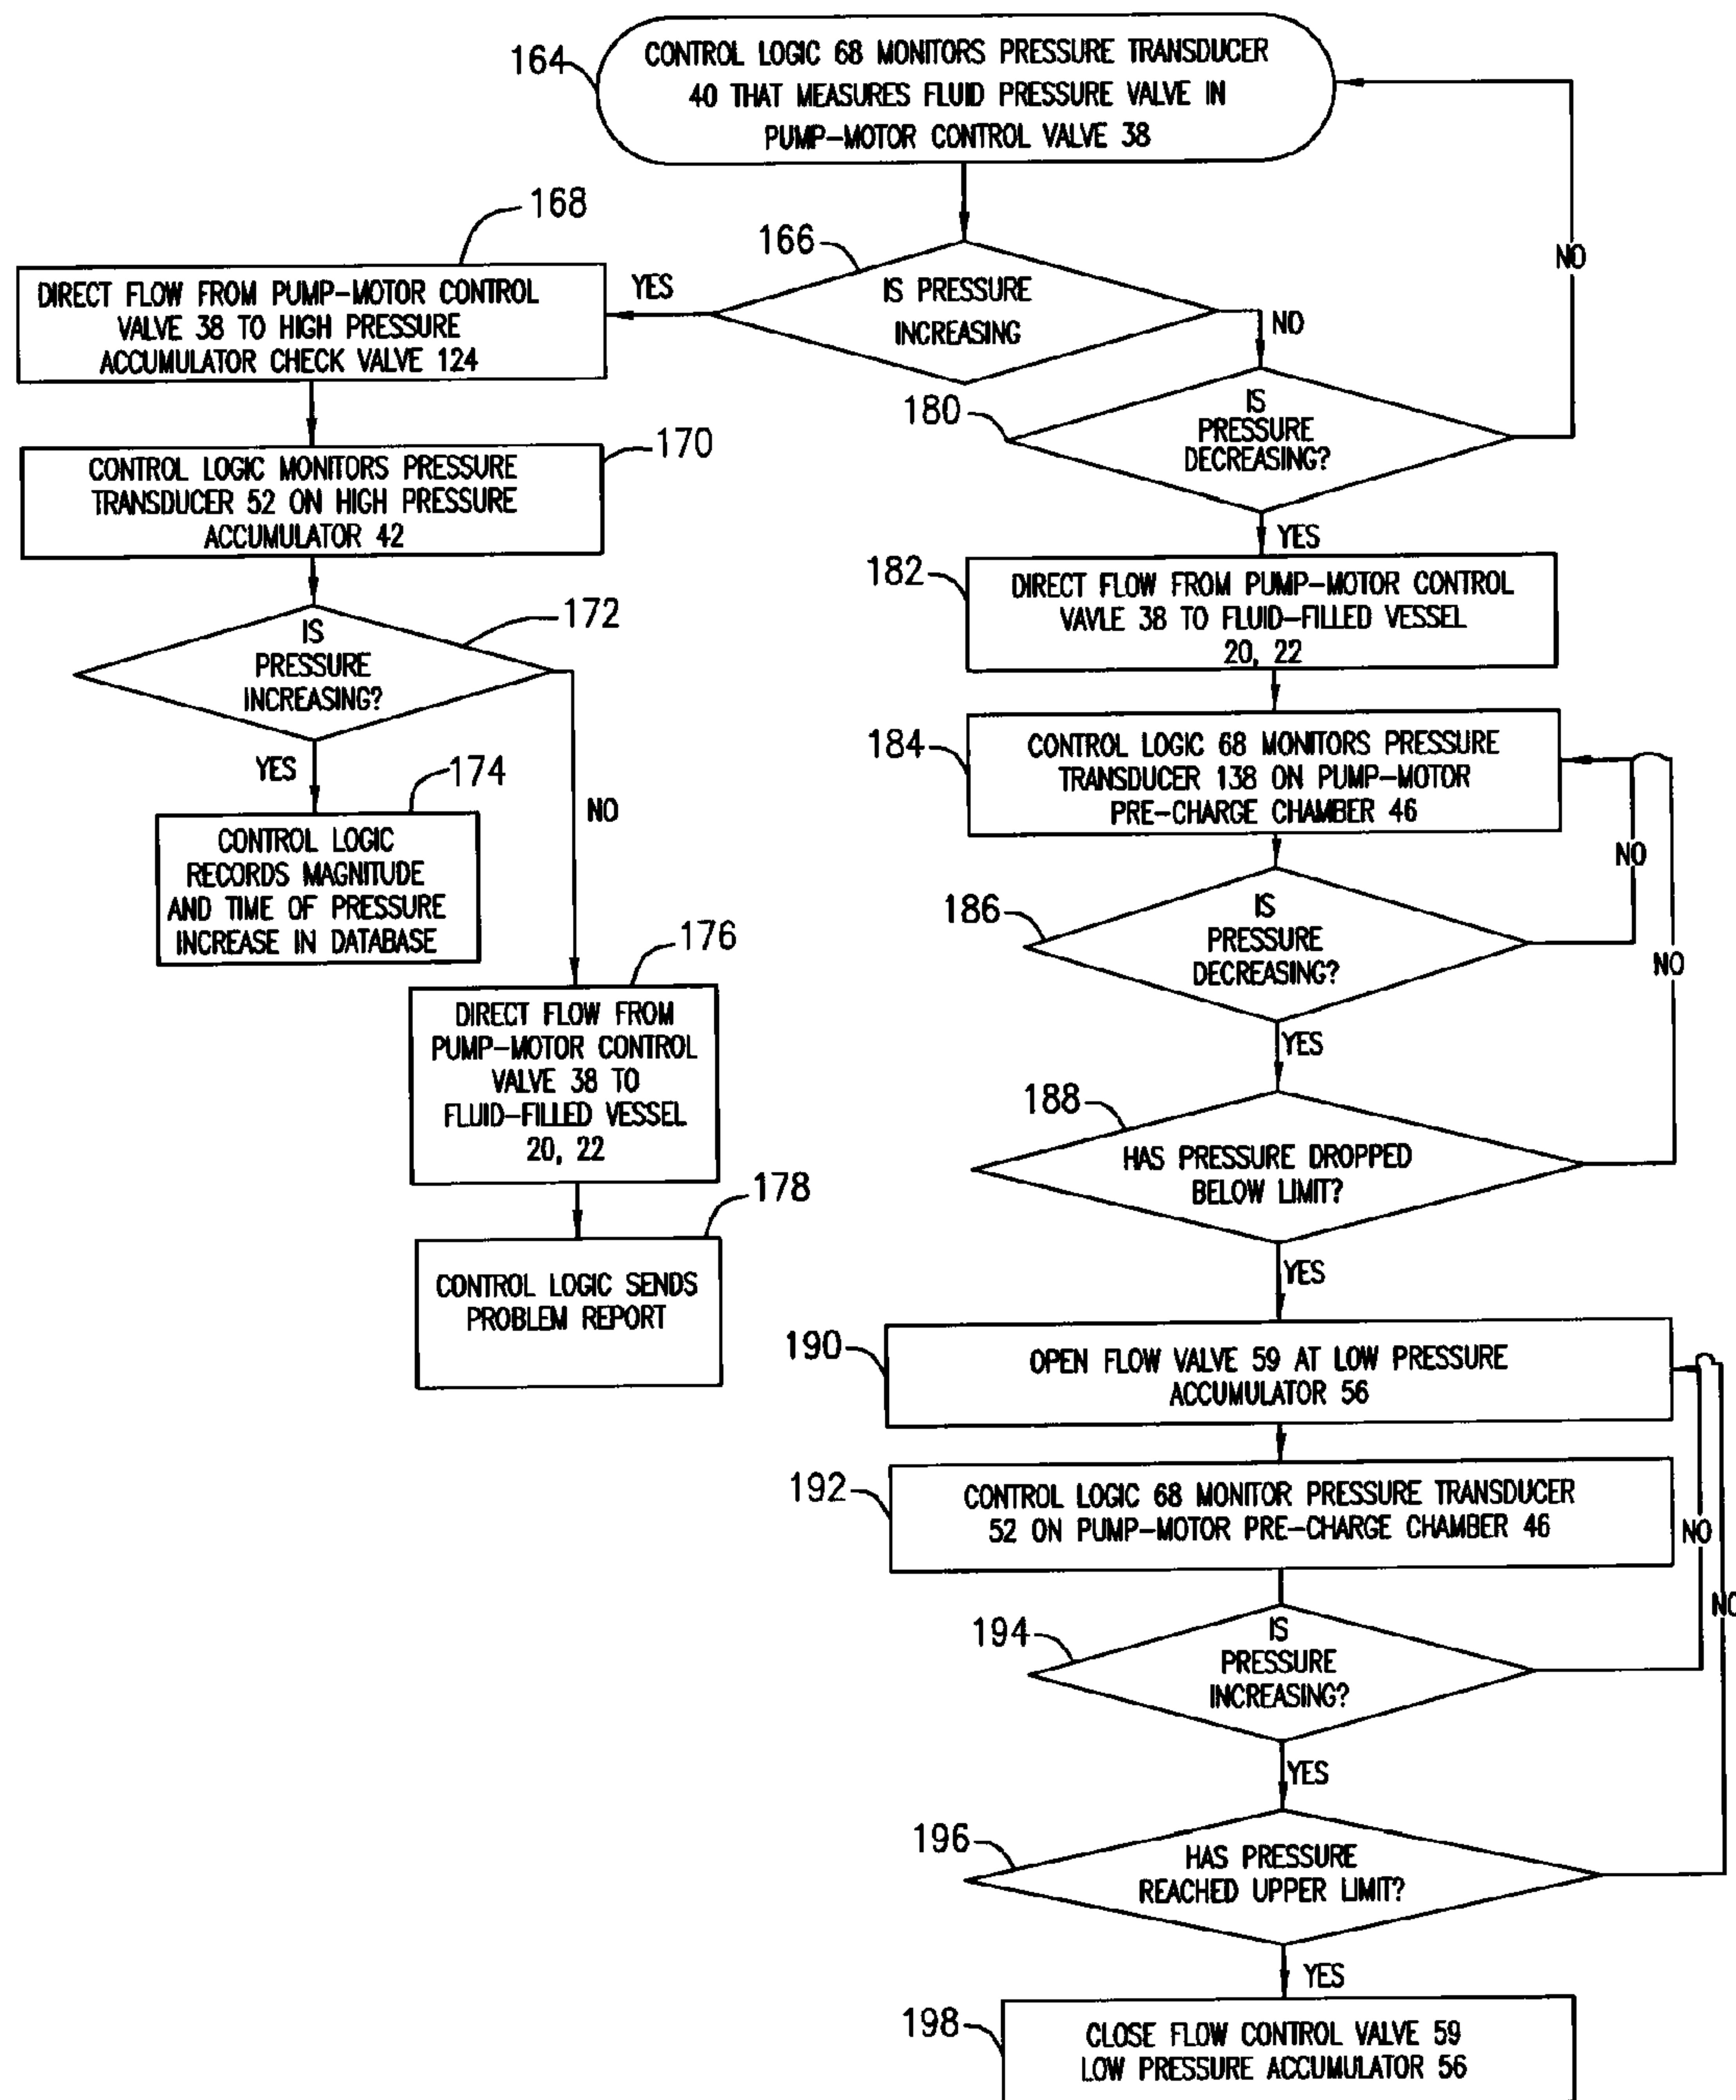 164
CONTROL LOGIC 68 MONITORS PRESSURE TRANSDUCER
40 THAT MEASURES FLUID PRESSURE VALVE IN
PUMP-MOTOR CONTROL VALVE 38
166
IS PRESSURE
INCREASING
YES
NO
168
DIRECT FLOW FROM PUMP-MOTOR CONTROL
VALVE 38 TO HIGH PRESSURE
ACCUMULATOR CHECK VALVE 124
170
CONTROL LOGIC MONITORS PRESSURE
TRANSDUCER 52 ON HIGH PRESSURE
ACCUMULATOR 42
172
IS
PRESSURE
INCREASING?
YES
NO
174
CONTROL LOGIC
RECORDS MAGNITUDE
AND TIME OF PRESSURE
INCREASE IN DATABASE
176
DIRECT FLOW FROM
PUMP-MOTOR CONTROL
VALVE 38 TO
FLUID-FILLED VESSEL
20, 22
178
CONTROL LOGIC SENDS
PROBLEM REPORT
180
IS
PRESSURE
DECREASING?
NO
YES
182
DIRECT FLOW FROM PUMP-MOTOR CONTROL
VAVLE 38 TO FLUID-FILLED VESSEL
20, 22
184
CONTROL LOGIC 68 MONITORS PRESSURE
TRANSDUCER 138 ON PUMP-MOTOR
PRE-CHARGE CHAMBER 46
186
IS
PRESSURE
DECREASING?
NO
YES
188
HAS PRESSURE DROPPED
BELOW LIMIT?
NO
YES
190
OPEN FLOW VALVE 59 AT LOW PRESSURE
ACCUMULATOR 56
192
CONTROL LOGIC 68 MONITOR PRESSURE TRANSDUCER
52 ON PUMP-MOTOR PRE-CHARGE CHAMBER 46
194
IS
PRESSURE
INCREASING?
NO
YES
196
HAS PRESSURE
REACHED UPPER LIMIT?
NO
YES
198
CLOSE FLOW CONTROL VALVE 59
LOW PRESSURE ACCUMULATOR 56